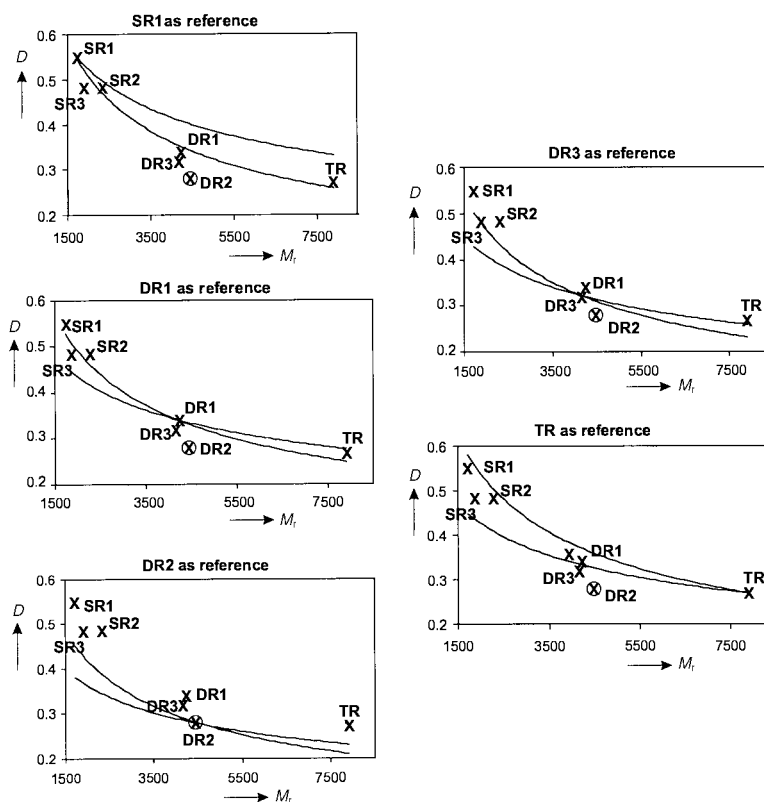 SR1 as reference
D
0.6
0.5
0.4
0.3
0.2
SR1
SR2
SR3
DR1
DR3
DR2
TR
1500 3500 5500 7500
Mr
DR1 as reference
D
0.6
0.5
0.4
0.3
0.2
SR1
SR2
SR3
DR1
DR3
DR2
TR
1500 3500 5500 7500
Mr
DR2 as reference
D
0.6
0.5
0.4
0.3
0.2
SR1
SR2
SR3
DR1
DR3
DR2
TR
1500 3500 5500 7500
Mr
DR3 as reference
D
0.6
0.5
0.4
0.3
0.2
SR1
SR2
SR3
DR1
DR3
DR2
TR
1500 3500 5500 7500
Mr
TR as reference
D
0.6
0.5
0.4
0.3
0.2
SR1
SR2
SR3
DR1
DR3
DR2
TR
1500 3500 5500 7500
Mr